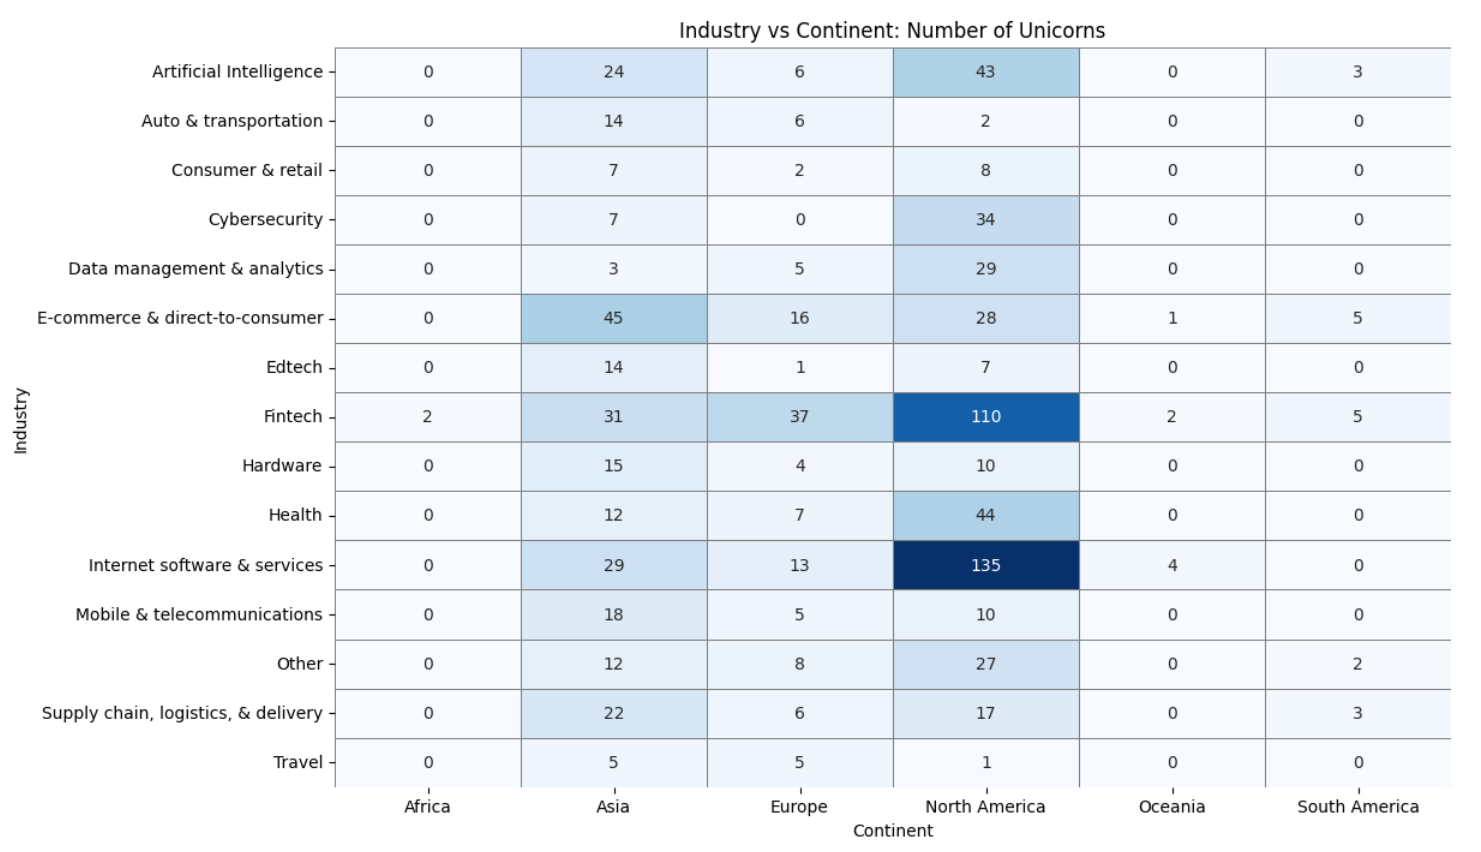 Industry vs Continent: Number of Unicorns
Artificial Intelligence 0 24 6 43 0 3
Auto & transportation 0 14 6 2 0 0
Consumer & retail 0 7 2 8 0 0
Cybersecurity 0 7 0 34 0 0
Data management & analytics 0 3 5 29 0 0
E-commerce & direct-to-consumer 0 45 16 28 1 5
Edtech 0 14 1 7 0 0
Industry
Fintech 2 31 37 110 2 5
Hardware 0 15 4 10 0 0
Health 0 12 7 44 0 0
Internet software & services 0 29 13 135 4 0
Mobile & telecommunications 0 18 5 10 0 0
Other 0 12 8 27 0 2
Supply chain, logistics, & delivery 0 22 6 17 0 3
Travel 0 5 5 1 0 0
Africa Asia Europe North America Oceania South America
Continent